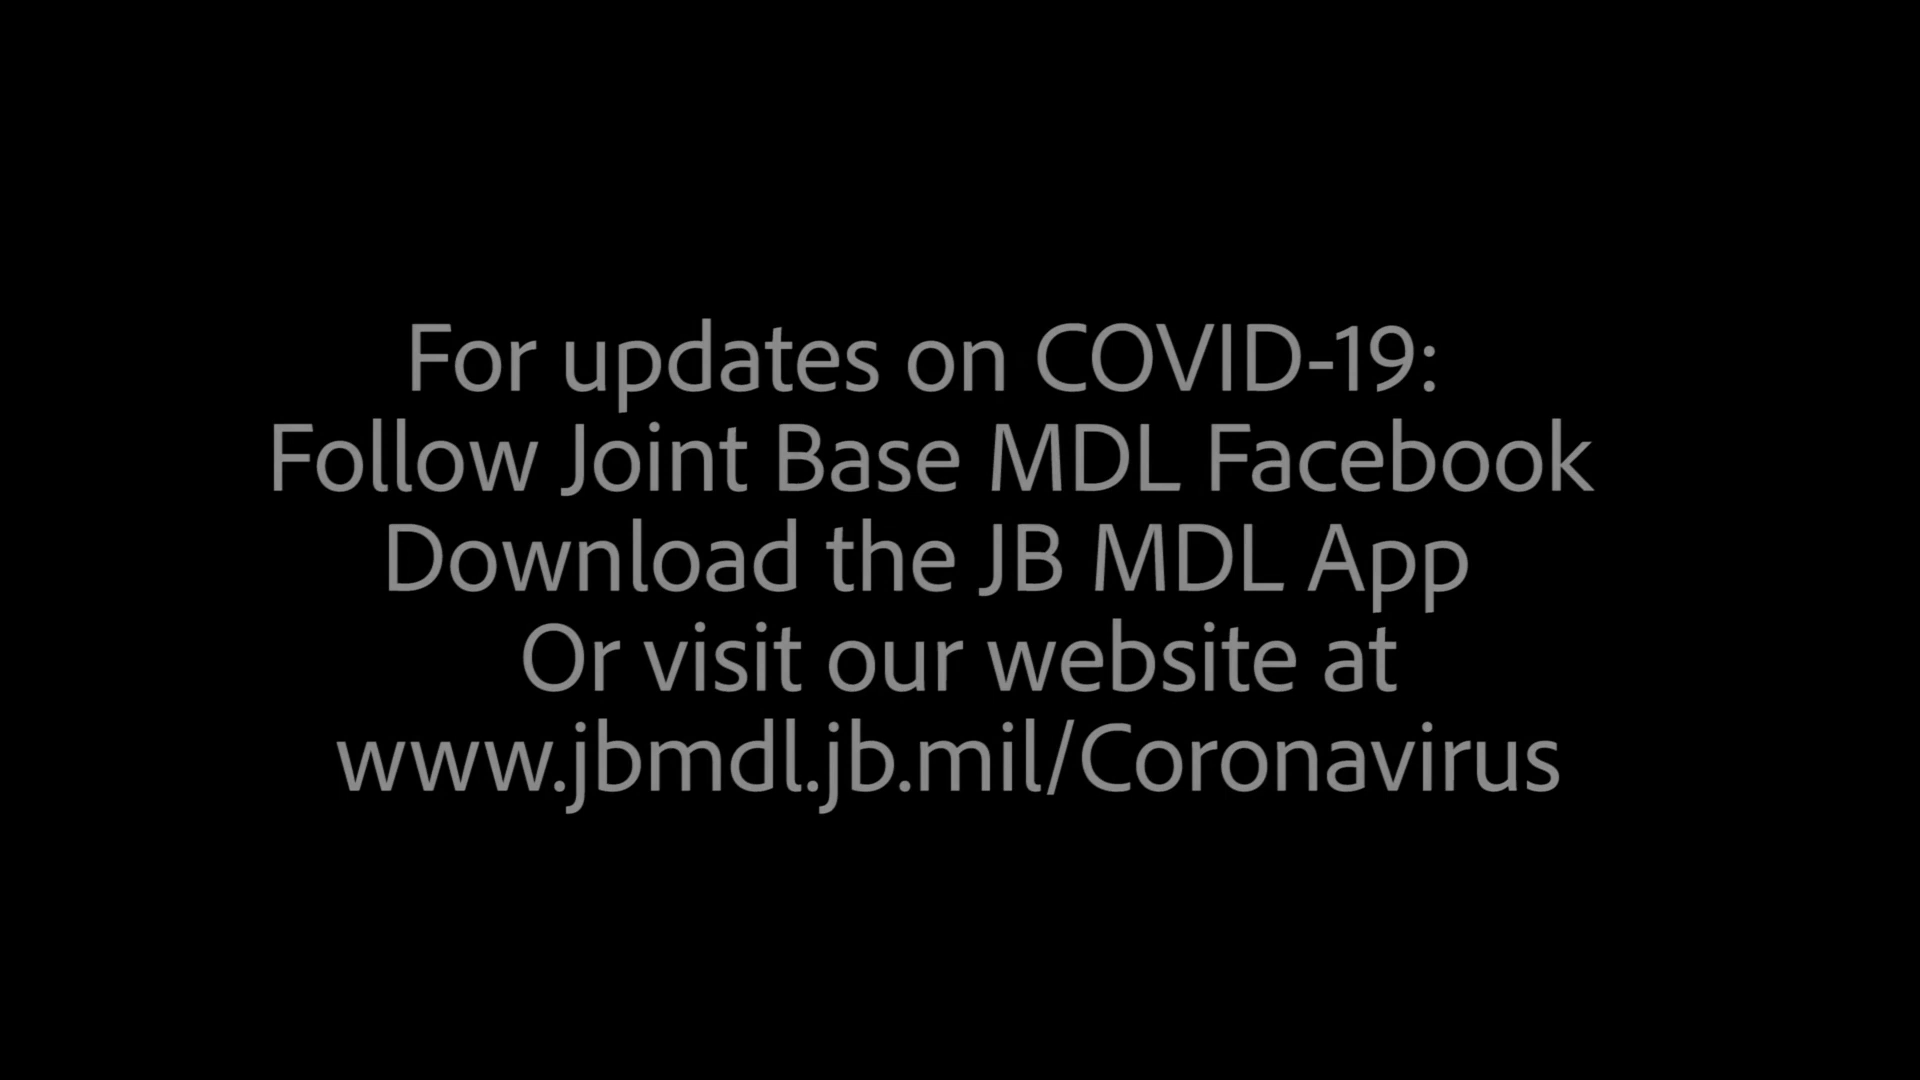 For updates on COVID-19:
Follow Joint Base MDL Facebook
Download the JB MDL App
Or visit our website at
www.jbmdl.jb.mil/Coronavirus